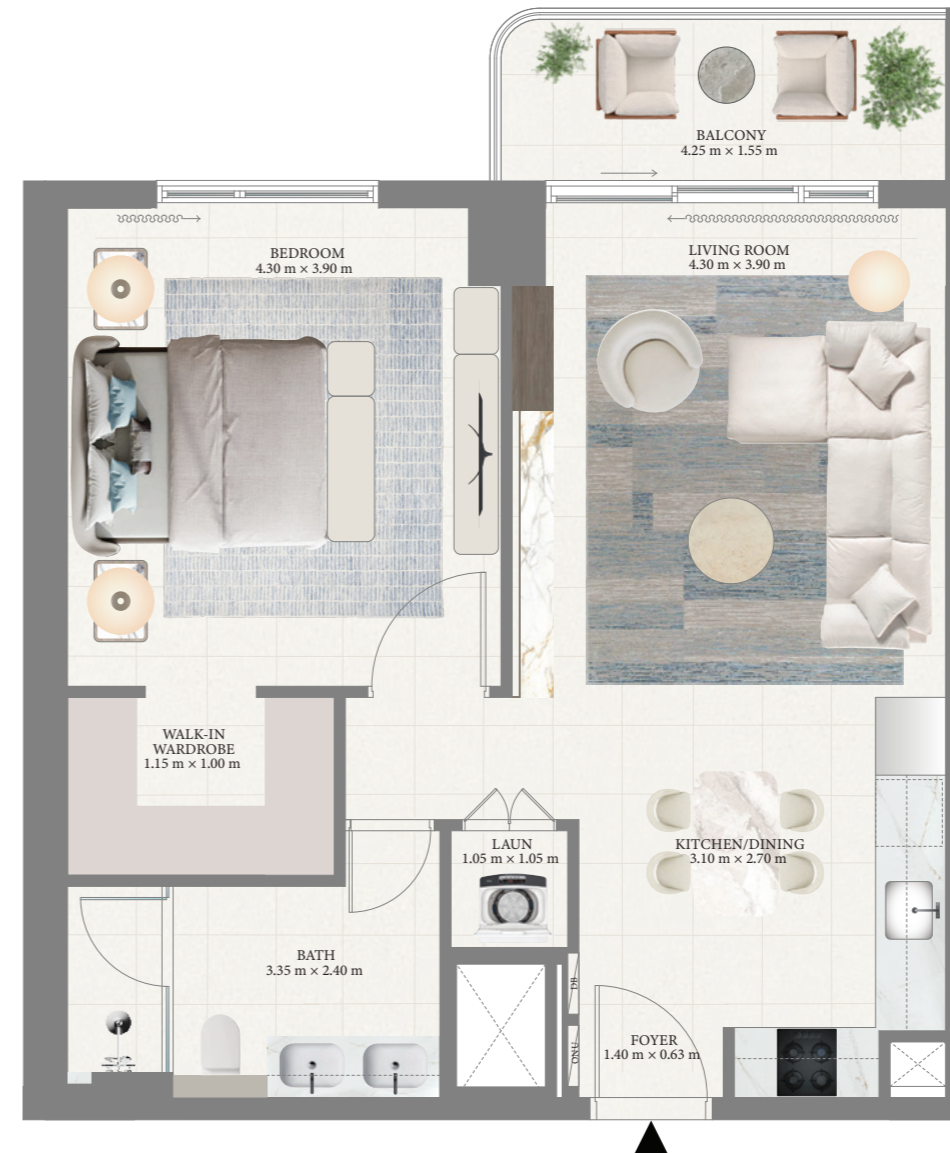 BALCONY
4.25 m × 1.55 m
BEDROOM
4.30 m × 3.90 m
LIVING ROOM
4.30 m × 3.90 m
WALK-IN
WARDROBE
1.15 m × 1.00 m
LAUN
1.05 m × 1.05 m
KITCHEN/DINING
3.10 m × 2.70 m
BATH
3.35 m × 2.40 m
DB
FOYER
1.40 m × 0.63 m
ONU